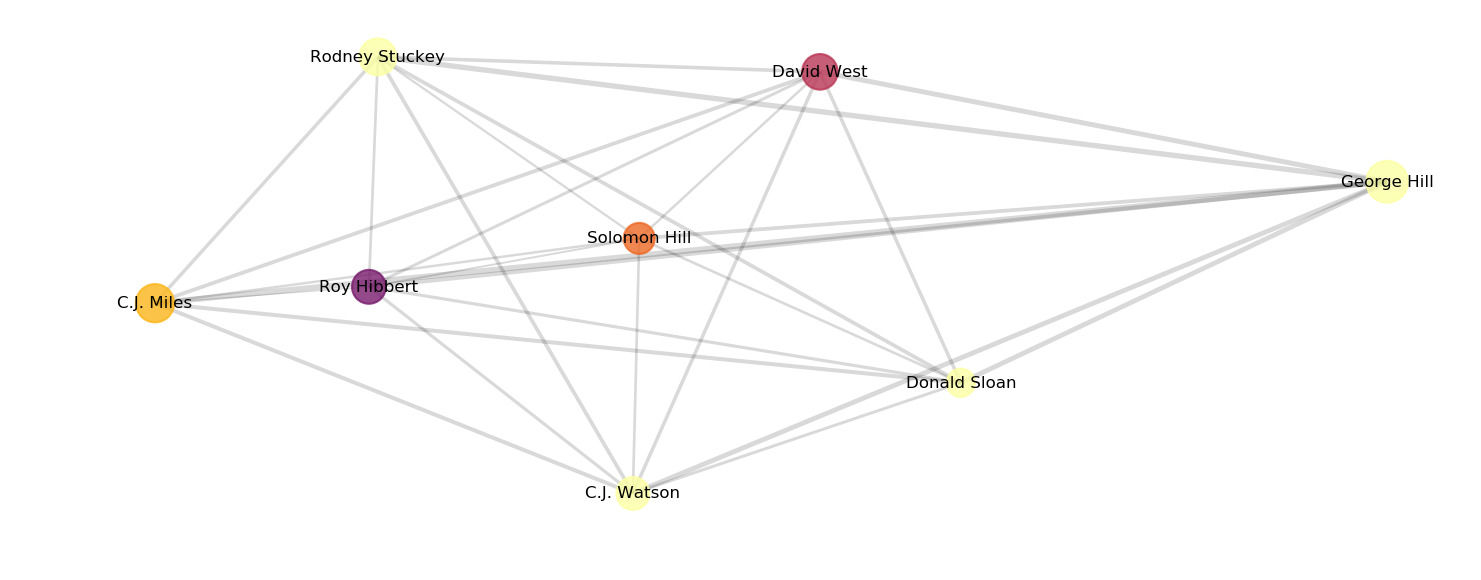 Rodney Stuckey
David West
George Hill
Solomon Hill
Roy Hibbert
C.J. Miles
Donald Sloan
C.J. Watson